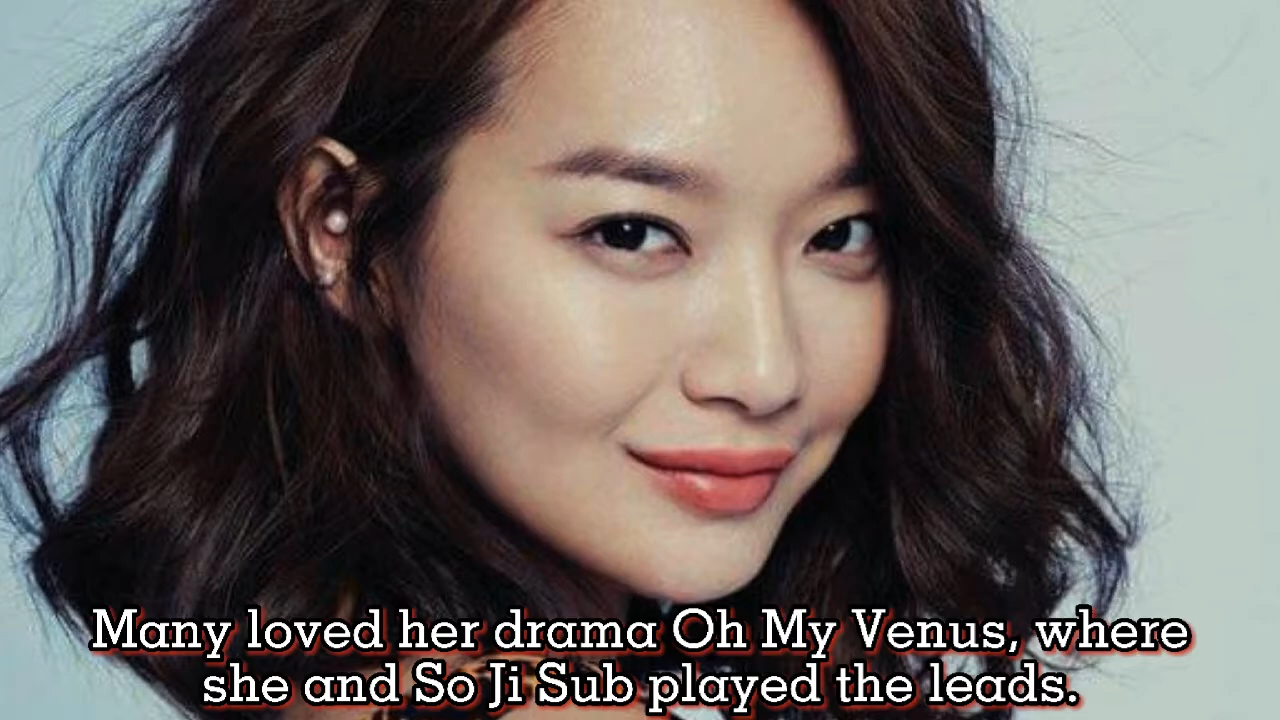 Many loved her drama Oh My Venus, where
she and So Ji Sub played the leads.